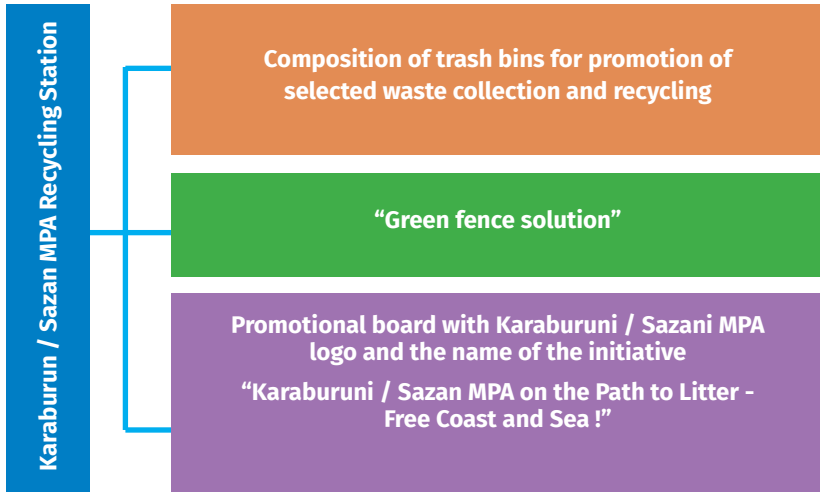 Karaburun / Sazan MPA Recycling Station
Composition of trash bins for promotion of
selected waste collection and recycling
“Green fence solution”
Promotional board with Karaburuni / Sazani MPA
logo and the name of the initiative
“Karaburuni / Sazan MPA on the Path to Litter -
Free Coast and Sea !”